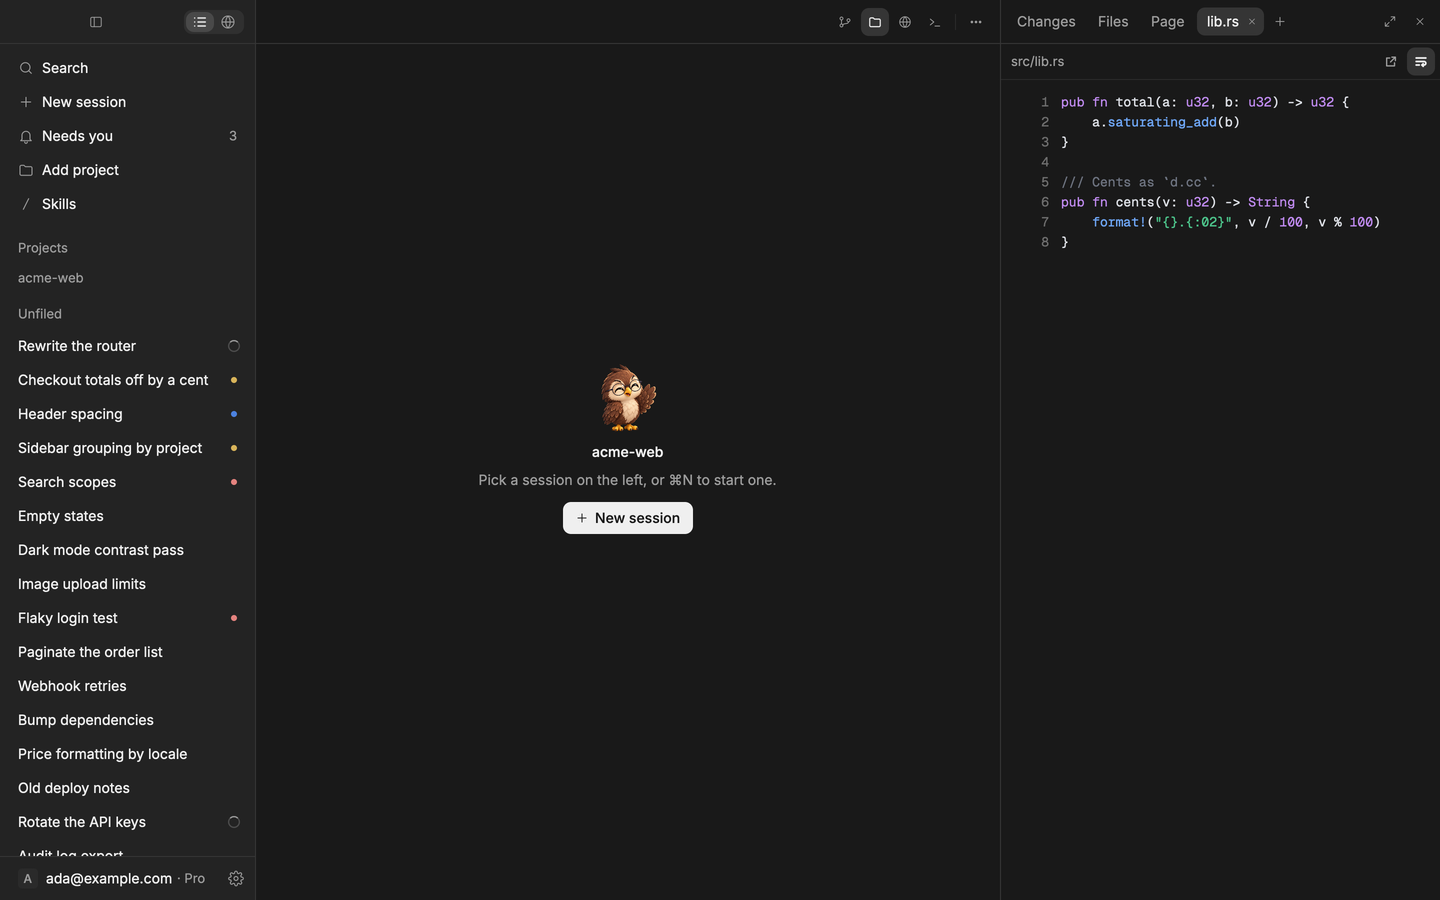 Search
New session
Needs you 3
Add project
Skills
Projects
acme-web
Unfiled
Rewrite the router
Checkout totals off by a cent
Header spacing
Sidebar grouping by project
Search scopes
Empty states
Dark mode contrast pass
Image upload limits
Flaky login test
Paginate the order list
Webhook retries
Bump dependencies
Price formatting by locale
Old deploy notes
Rotate the API keys
Audit log export
A ada@example.com · Pro
acme-web
Pick a session on the left, or ⌘N to start one.
New session
Changes Files Page lib.rs
src/lib.rs
1 pub fn total(a: u32, b: u32) -> u32 {
2 a.saturating_add(b)
3 }
4
5 /// Cents as `d.cc`.
6 pub fn cents(v: u32) -> String {
7 format!("{}.{:02}", v / 100, v % 100)
8 }